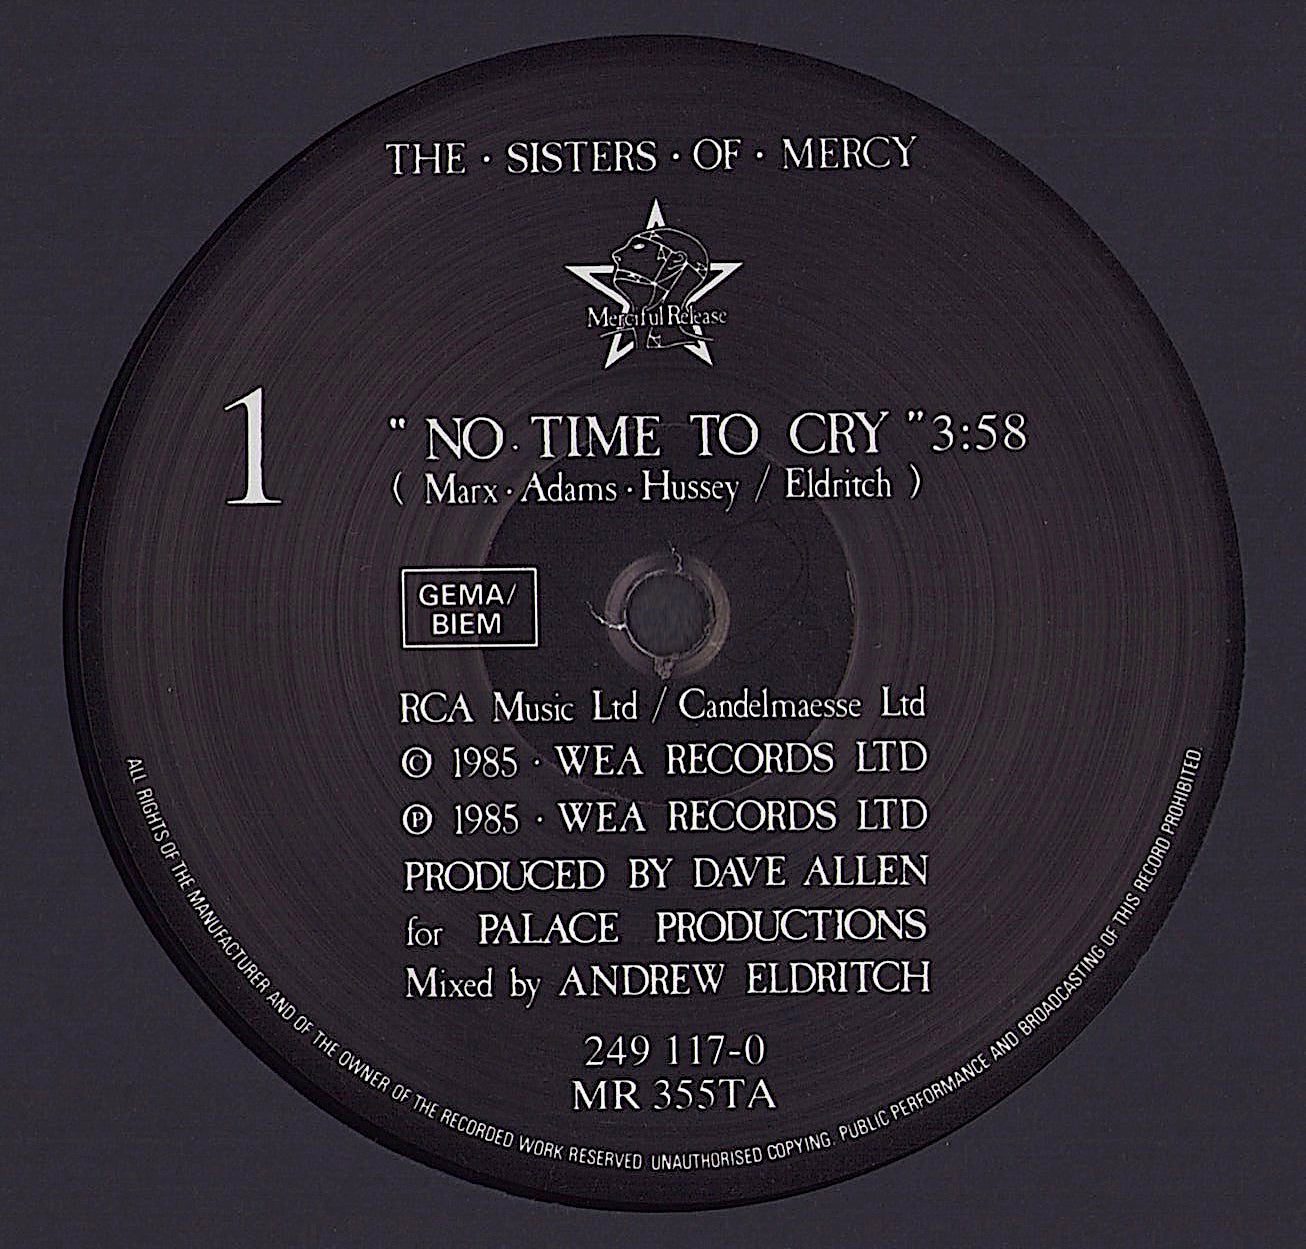 THE · SISTERS · OF · MERCY
Merciful Release
1
" NO · TIME TO CRY " 3:58
( Marx · Adams · Hussey / Eldritch )
GEMA/
BIEM
RCA Music Ltd / Candelmaesse Ltd
© 1985 · WEA RECORDS LTD
℗ 1985 · WEA RECORDS LTD
PRODUCED BY DAVE ALLEN
for PALACE PRODUCTIONS
Mixed by ANDREW ELDRITCH
249 117-0
MR 355TA
ALL RIGHTS OF THE MANUFACTURER AND OF THE OWNER OF THE RECORDED WORK RESERVED UNAUTHORISED COPYING. PUBLIC PERFORMANCE AND BROADCASTING OF THIS RECORD PROHIBITED